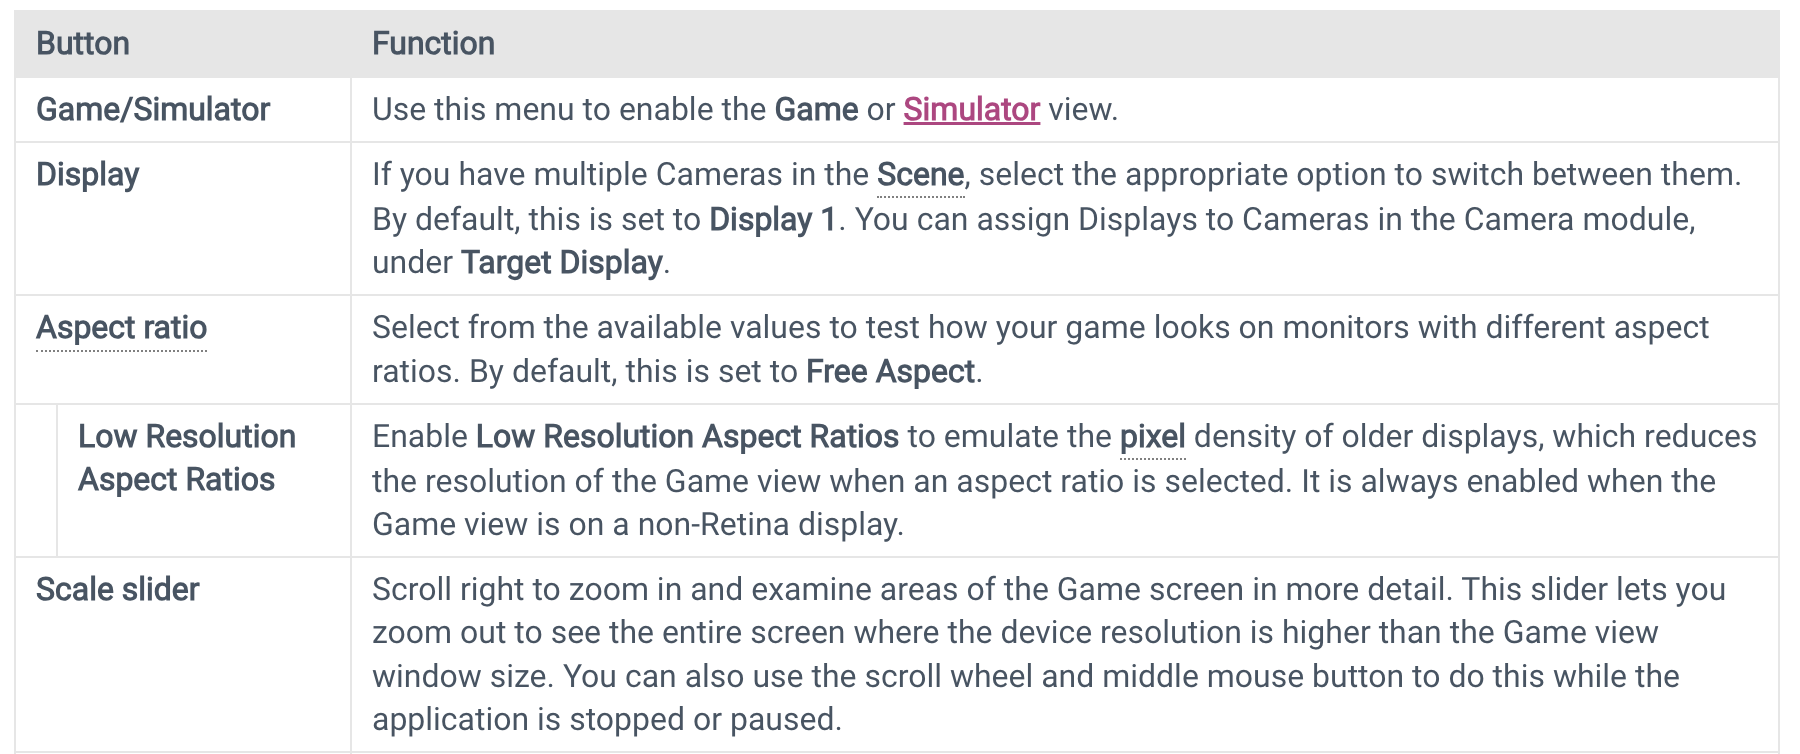 Button Function
Game/Simulator Use this menu to enable the Game or Simulator view.
Display If you have multiple Cameras in the Scene, select the appropriate option to switch between them.
By default, this is set to Display 1. You can assign Displays to Cameras in the Camera module,
under Target Display.
Aspect ratio Select from the available values to test how your game looks on monitors with different aspect
ratios. By default, this is set to Free Aspect.
Low Resolution Enable Low Resolution Aspect Ratios to emulate the pixel density of older displays, which reduces
Aspect Ratios the resolution of the Game view when an aspect ratio is selected. It is always enabled when the
Game view is on a non-Retina display.
Scale slider Scroll right to zoom in and examine areas of the Game screen in more detail. This slider lets you
zoom out to see the entire screen where the device resolution is higher than the Game view
window size. You can also use the scroll wheel and middle mouse button to do this while the
application is stopped or paused.